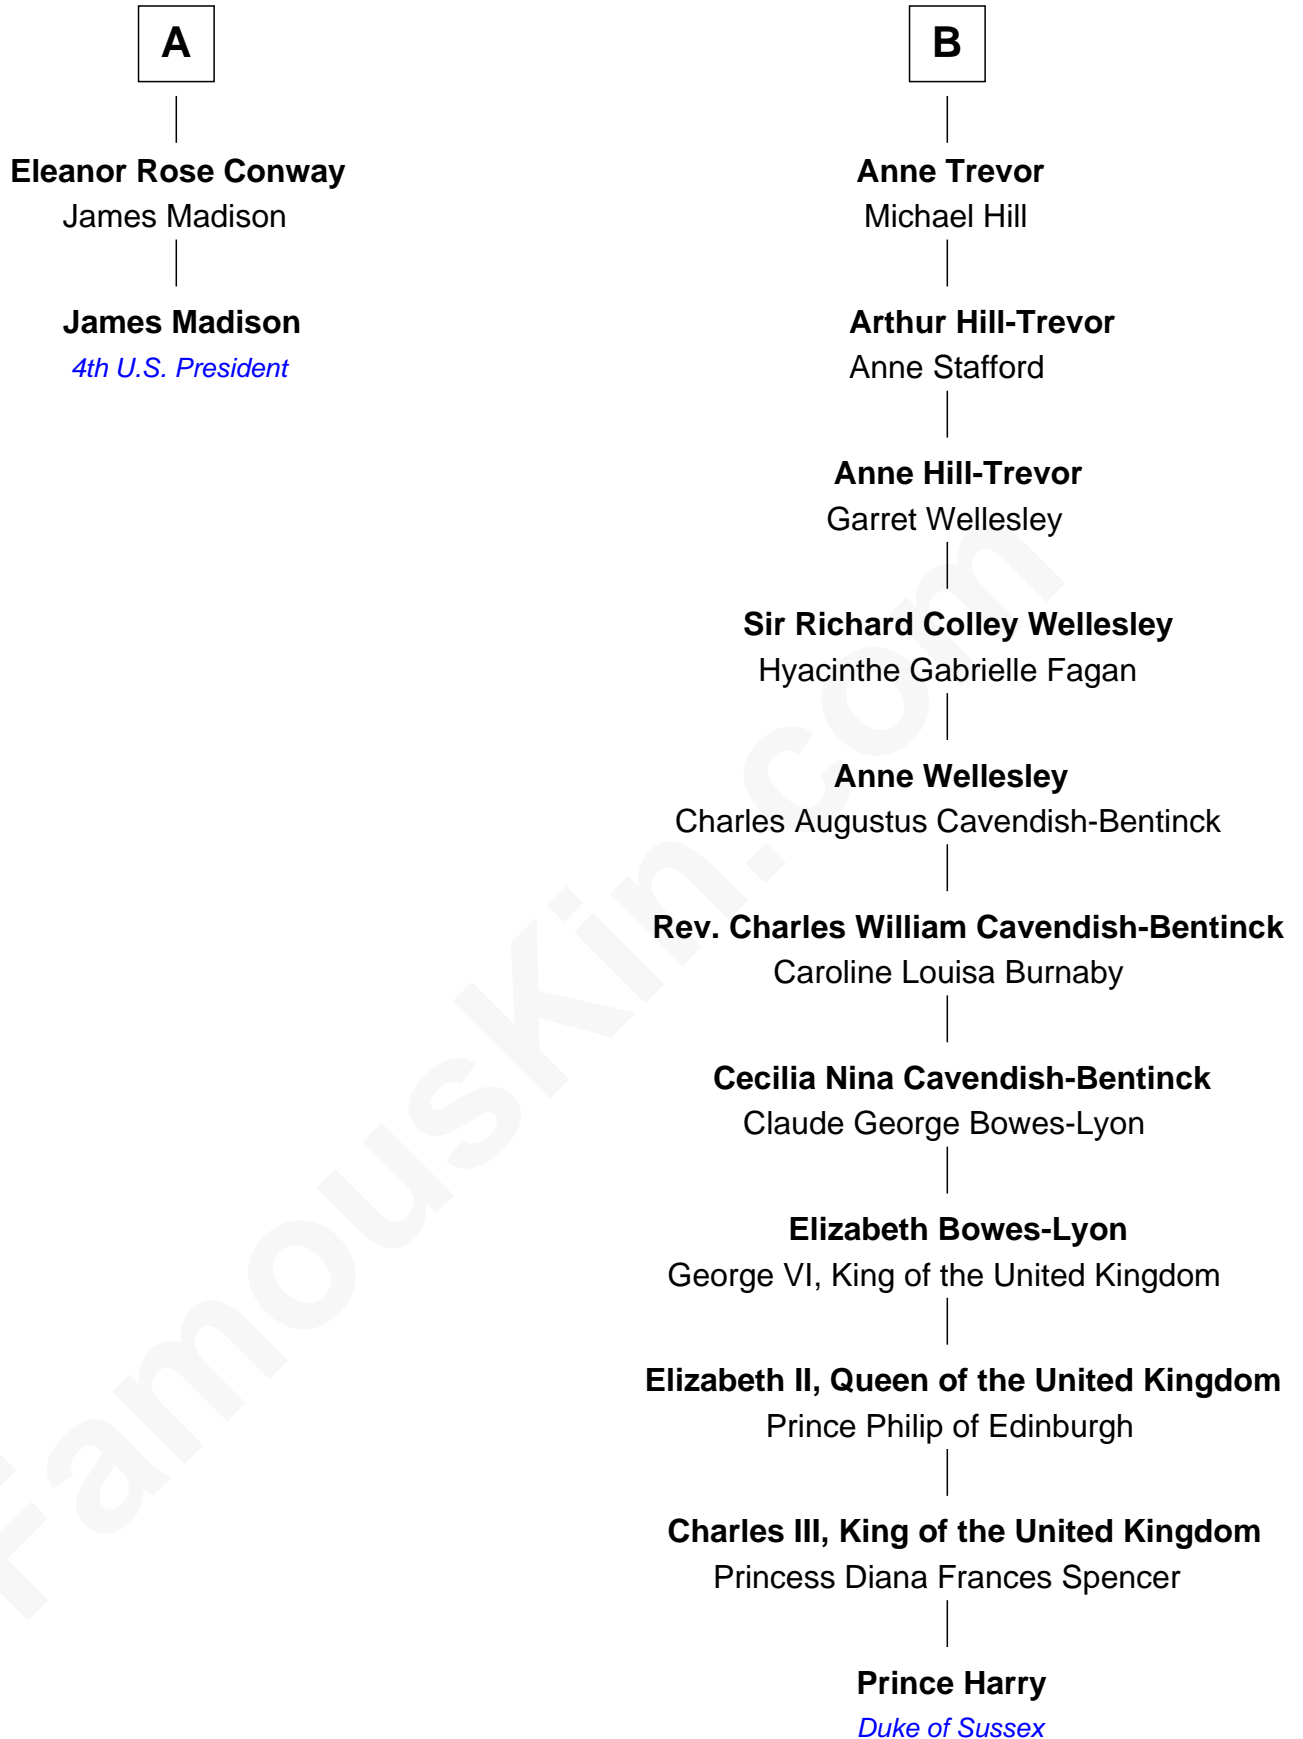 A
Eleanor Rose Conway
James Madison
James Madison
4th U.S. President
B
Anne Trevor
Michael Hill
Arthur Hill-Trevor
Anne Stafford
Anne Hill-Trevor
Garret Wellesley
Sir Richard Colley Wellesley
Hyacinthe Gabrielle Fagan
Anne Wellesley
Charles Augustus Cavendish-Bentinck
Rev. Charles William Cavendish-Bentinck
Caroline Louisa Burnaby
Cecilia Nina Cavendish-Bentinck
Claude George Bowes-Lyon
Elizabeth Bowes-Lyon
George VI, King of the United Kingdom
Elizabeth II, Queen of the United Kingdom
Prince Philip of Edinburgh
Charles III, King of the United Kingdom
Princess Diana Frances Spencer
Prince Harry
Duke of Sussex
FamousKin.com